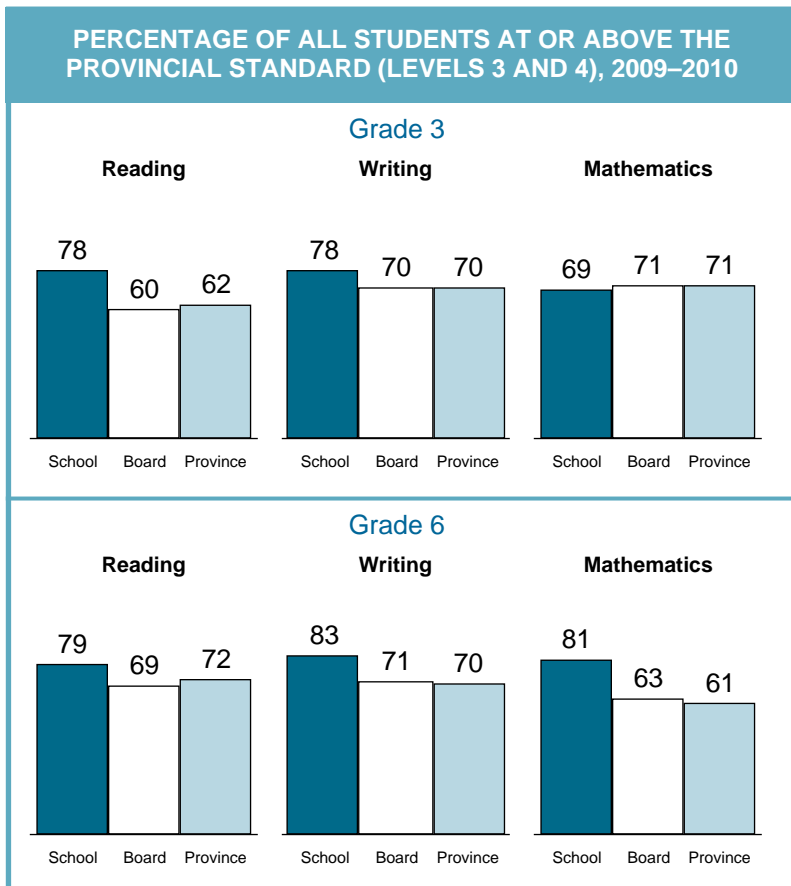 PERCENTAGE OF ALL STUDENTS AT OR ABOVE THE
PROVINCIAL STANDARD (LEVELS 3 AND 4), 2009–2010
Grade 3
Reading Writing Mathematics
78 60 62 78 70 70 69 71 71
School Board Province School Board Province School Board Province
Grade 6
Reading Writing Mathematics
79 69 72 83 71 70 81 63 61
School Board Province School Board Province School Board Province